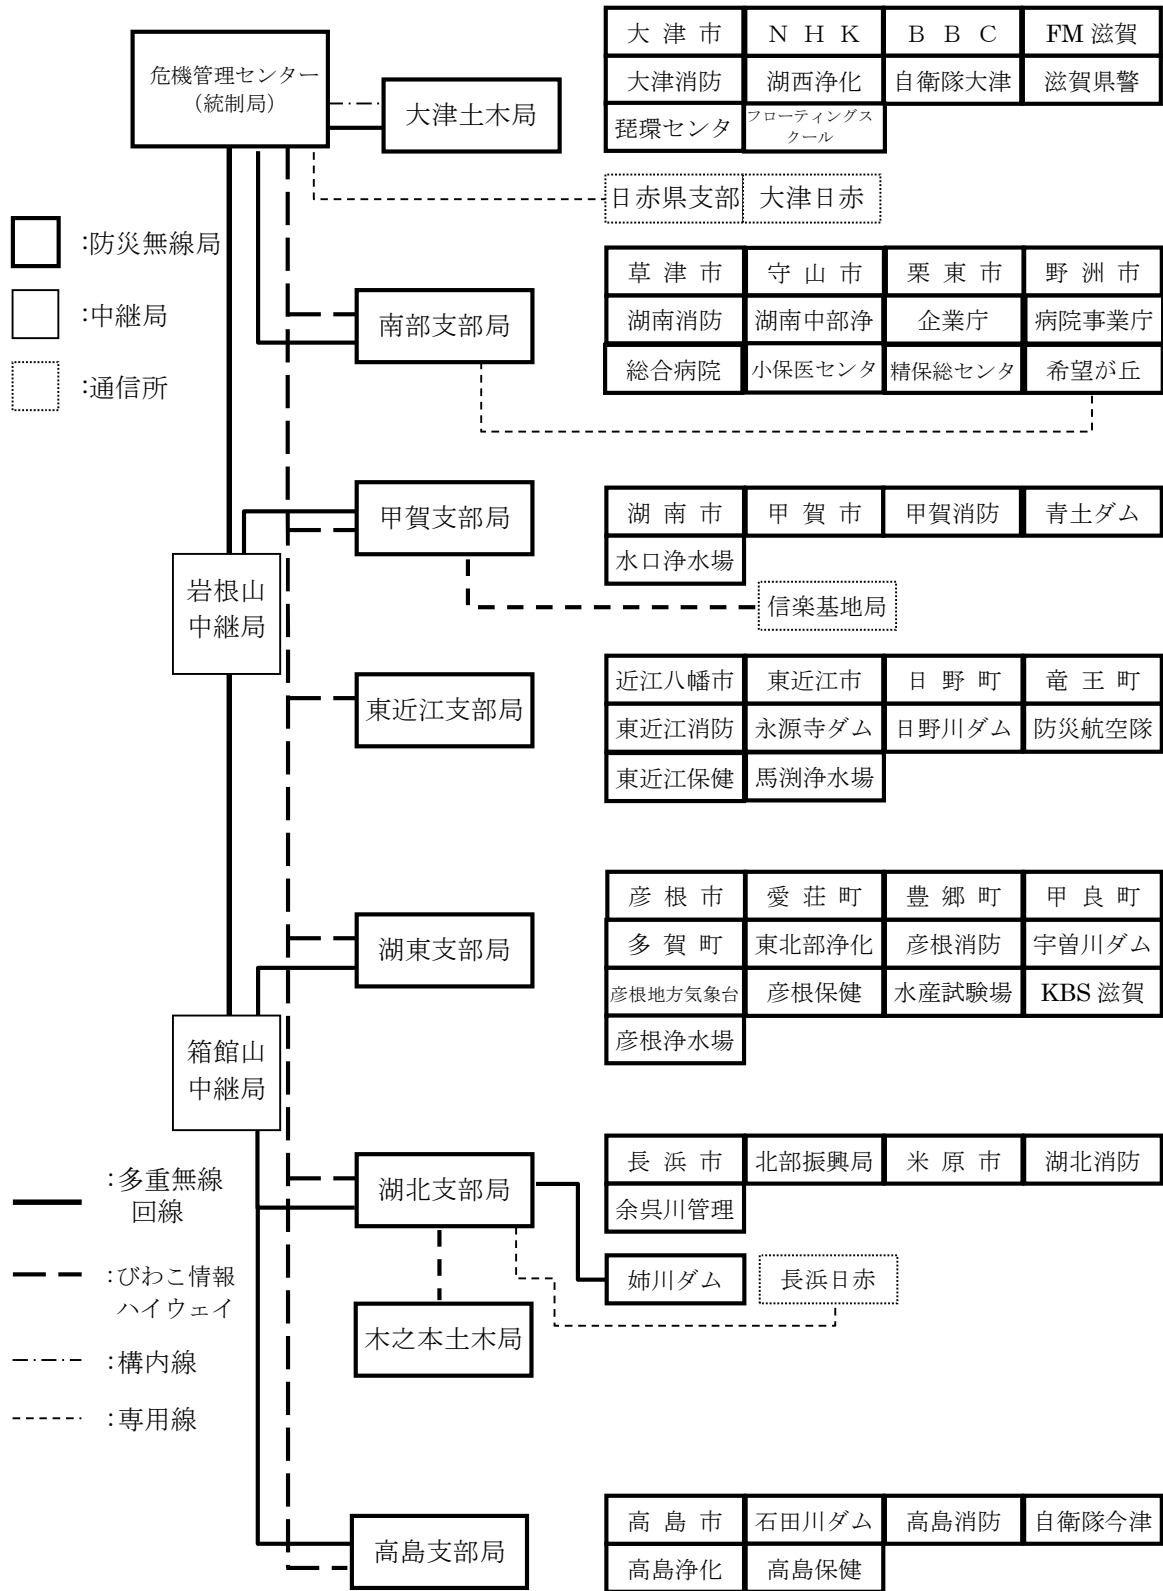 危機管理センター
（統制局）
大津土木局
大津市 NHK BBC FM 滋賀
大津消防 湖西浄化 自衛隊大津 滋賀県警
琵環センタ フローティングス
クール
日赤県支部 大津日赤
:防災無線局
:中継局
:通信所
南部支部局
草津市 守山市 栗東市 野洲市
湖南消防 湖南中部浄 企業庁 病院事業庁
総合病院 小保医センタ 精保総センタ 希望が丘
甲賀支部局
湖南市 甲賀市 甲賀消防 青土ダム
水口浄水場
信楽基地局
岩根山
中継局
東近江支部局
近江八幡市 東近江市 日野町 竜王町
東近江消防 永源寺ダム 日野川ダム 防災航空隊
東近江保健 馬渕浄水場
湖東支部局
彦根市 愛荘町 豊郷町 甲良町
多賀町 東北部浄化 彦根消防 宇曽川ダム
彦根地方気象台 彦根保健 水産試験場 KBS 滋賀
彦根浄水場
箱館山
中継局
:多重無線
回線
:びわこ情報
ハイウェイ
:構内線
:専用線
湖北支部局
長浜市 北部振興局 米原市 湖北消防
余呉川管理
姉川ダム 長浜日赤
木之本土木局
高島支部局
高島市 石田川ダム 高島消防 自衛隊今津
高島浄化 高島保健